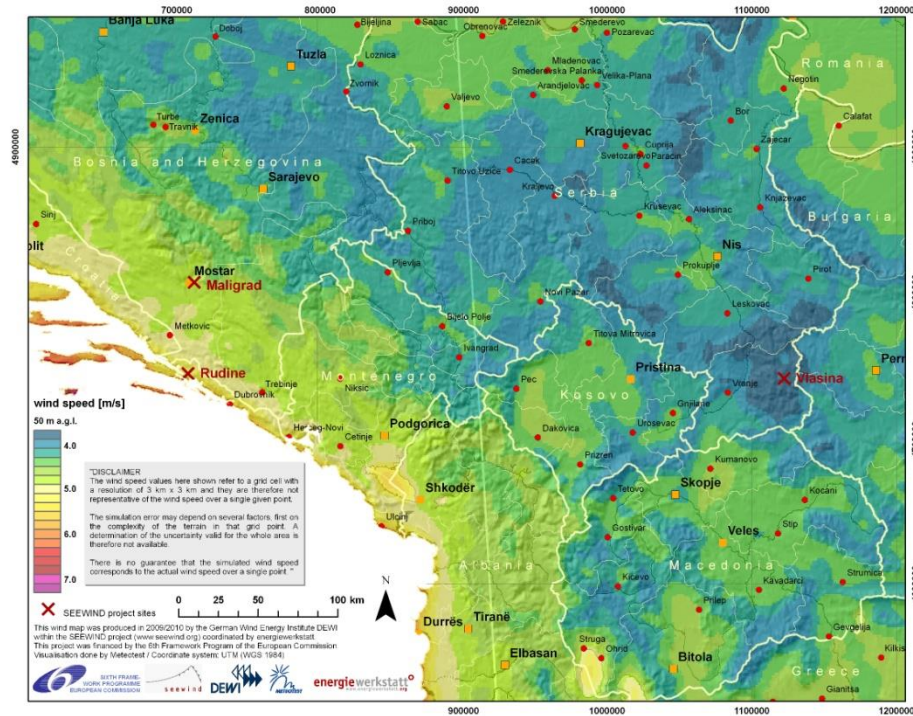 700000 800000 900000 1000000 1100000 1200000
Banja Luka
Doboj
Bijeljina
Sabac
Obrenovac
Zeleznik
Smederevo
Pozarevac
Tuzla
Loznica
Mladenovac
Smederevska Palanka
Velika-Plana
Romania
Zvornik
Valjevo
Arandjelovac
Negotin
Turbe
Travnik
Zenica
Bor
Calafat
4900000
Kragujevac
Cuprija
Svetozarevo
Paracin
Zajecar
Bosnia and Herzegovina
Sarajevo
Titovo Uzice
Cacak
Kraljevo
Serbia
Sinj
Krusevac
Aleksinac
Knjazevac
Bulgaria
Priboj
Nis
Croatia
Mostar
Maligrad
Pljevlja
Prokuplje
Pirot
Novi Pazar
Leskovac
Metkovic
Bijelo Polje
Titova Mitrovica
Ivangrad
Rudine
Montenegro
Niksic
Pec
Pristina
Vlasina
Trebinje
Dubrovnik
Kosovo
Vranje
Gnjilane
Urosevac
Herceg-Novi
Cetinje
Podgorica
Dakovica
Prizren
Kumanovo
Shkodër
Tetovo
Skopje
Kocani
Ulcinj
Gostivar
Veles
Stip
Albania
Macedonia
Kicevo
Kavadarci
Strumica
Prilep
Durrës
Tiranë
Gevgelija
Struga
Ohrid
Elbasan
Bitola
Kilkis
Greece
Gianitsa
wind speed [m/s]
50 m a.g.l.
4.0
5.0
6.0
7.0
"DISCLAIMER
The wind speed values here shown refer to a grid cell with
a resolution of 3 km x 3 km and they are therefore not
representative of the wind speed over a single given point.
The simulation error may depend on several factors, first on
the complexity of the terrain in that grid point. A
determination of the uncertainty valid for the whole area is
therefore not available.
There is no guarantee that the simulated wind speed
corresponds to the actual wind speed over a single point. "
SEEWIND project sites
0 25 50 100 km
N
This wind map was produced in 2009/2010 by the German Wind Energy Institute DEWI
within the SEEWIND project (www.seewind.org) coordinated by energiewerkstatt
This project was financed by the 6th Framework Program of the European Commission
Visualisation done by Meteotest / Coordinate system: UTM (WGS 1984)
SIXTH FRAME-
WORK PROGRAMME
EUROPEAN COMMISSION
seewind
DEWI
METEOTEST
energiewerkstatt
www.energiewerkstatt.org
900000 1000000 1100000 1200000